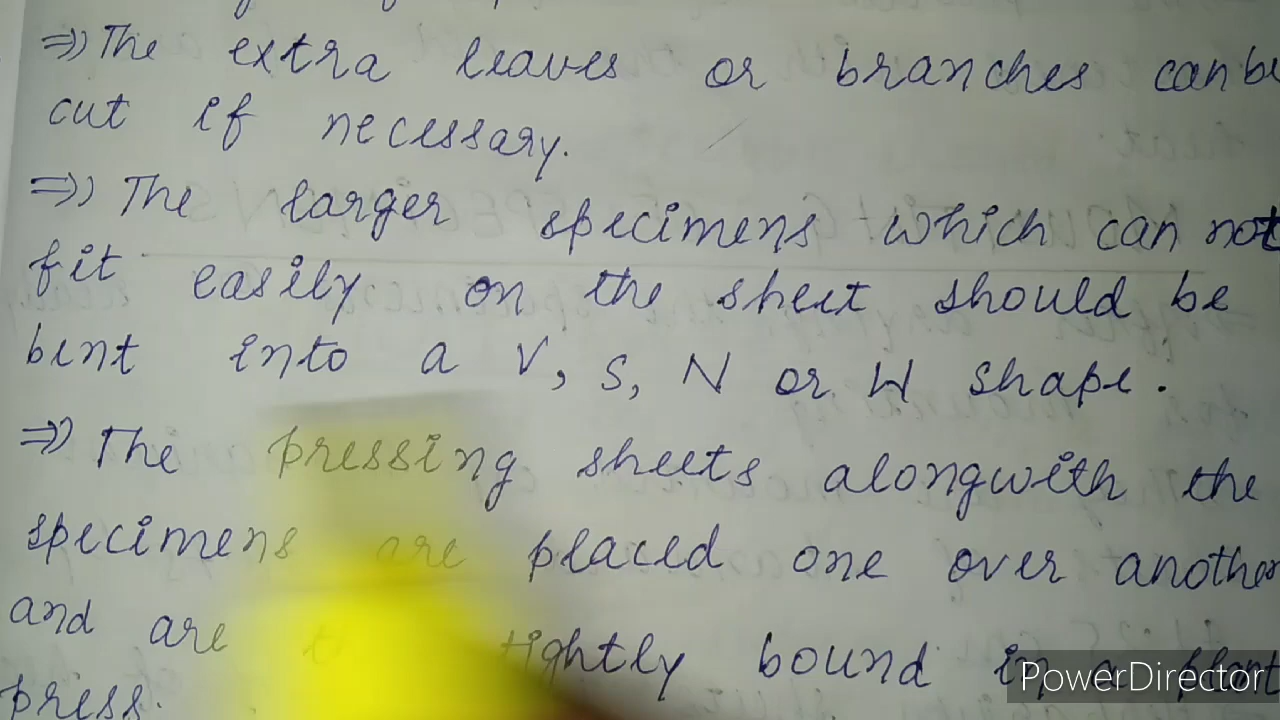 =>) The extra leaves or branches can be
cut if necessary.
=>) The larger specimens which can not
fit easily on the sheet should be
bent into a V, S, N or W shape.
=>) The pressing sheets alongwith the
specimens are placed one over another
and are tightly bound in a plant
press.
PowerDirector